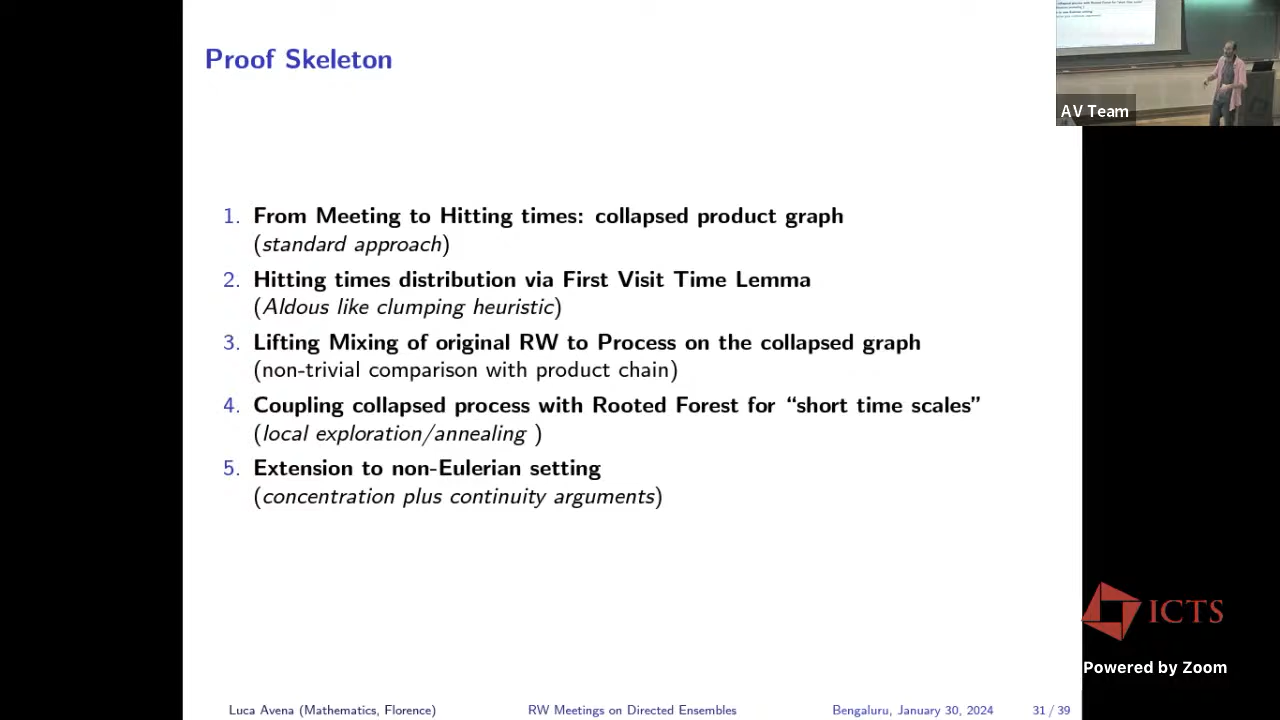 Proof Skeleton
AV Team
1. From Meeting to Hitting times: collapsed product graph
(standard approach)
2. Hitting times distribution via First Visit Time Lemma
(Aldous like clumping heuristic)
3. Lifting Mixing of original RW to Process on the collapsed graph
(non-trivial comparison with product chain)
4. Coupling collapsed process with Rooted Forest for “short time scales”
(local exploration/annealing )
5. Extension to non-Eulerian setting
(concentration plus continuity arguments)
ICTS
Powered by Zoom
Luca Avena (Mathematics, Florence) RW Meetings on Directed Ensembles Bengaluru, January 30, 2024 31 / 39